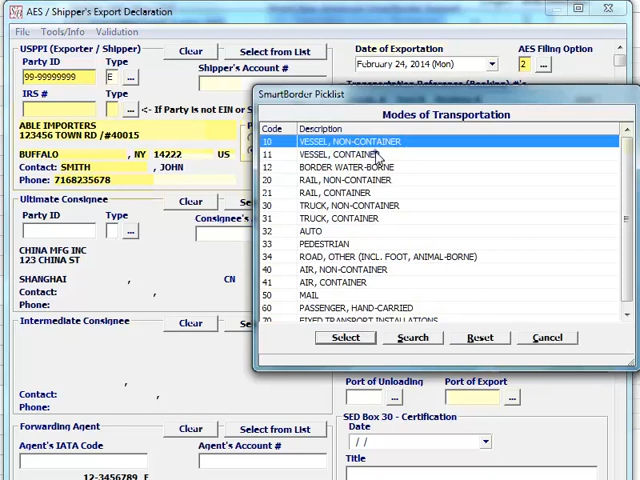 AES / Shipper's Export Declaration
File Tools/Info Validation
USPPI (Exporter / Shipper) Clear Select from List
Date of Exportation AES Filing Option
Party ID Type Shipper's Account #
99-99999999 E ...
February 24, 2014 (Mon) 2 ...
IRS #
... <- If Party is not EIN or
ABLE IMPORTERS
123456 TOWN RD /#40015
BUFFALO , NY 14222 US
Contact: SMITH , JOHN
Phone: 7168235678
Ultimate Consignee Clear
Party ID Type Consignee's
...
CHINA MFG INC
123 CHINA ST
SHANGHAI , CN
Contact: ,
Phone:
Intermediate Consignee Clear
,
Contact: ,
Phone:
Forwarding Agent Clear Select from List
Agent's IATA Code Agent's Account #
12-3456789 E
SmartBorder Picklist
Modes of Transportation
Code Description
10 VESSEL, NON-CONTAINER
11 VESSEL, CONTAINER
12 BORDER WATER-BORNE
20 RAIL, NON-CONTAINER
21 RAIL, CONTAINER
30 TRUCK, NON-CONTAINER
31 TRUCK, CONTAINER
32 AUTO
33 PEDESTRIAN
34 ROAD, OTHER (INCL. FOOT, ANIMAL-BORNE)
40 AIR, NON-CONTAINER
41 AIR, CONTAINER
50 MAIL
60 PASSENGER, HAND-CARRIED
70 FIXED TRANSPORT INSTALLATIONS
Select Search Reset Cancel
Port of Unloading Port of Export
... ...
SED Box 30 - Certification
Date
/ /
Title